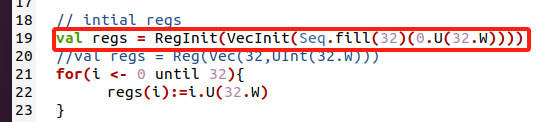 17
18 // intial regs
19 val regs = RegInit(VecInit(Seq.fill(32)(0.U(32.W))))
20 //val regs = Reg(Vec(32,UInt(32.W)))
21 for(i <- 0 until 32){
22 regs(i):=i.U(32.W)
23 }